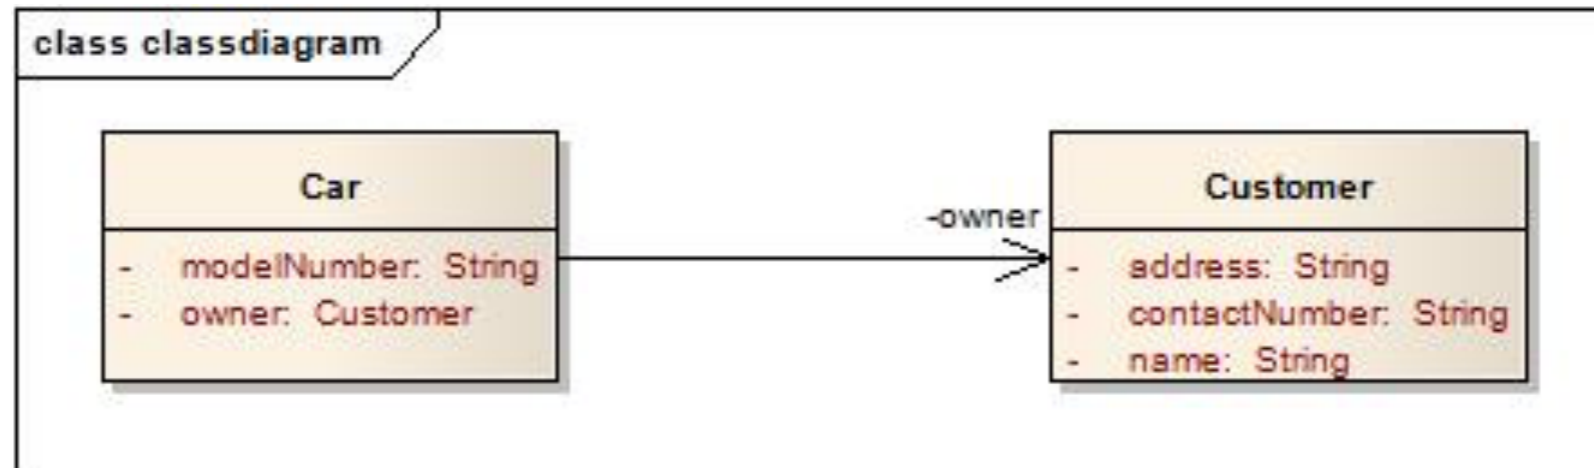 class classdiagram
Car
- modelNumber: String
- owner: Customer
-owner
Customer
- address: String
- contactNumber: String
- name: String